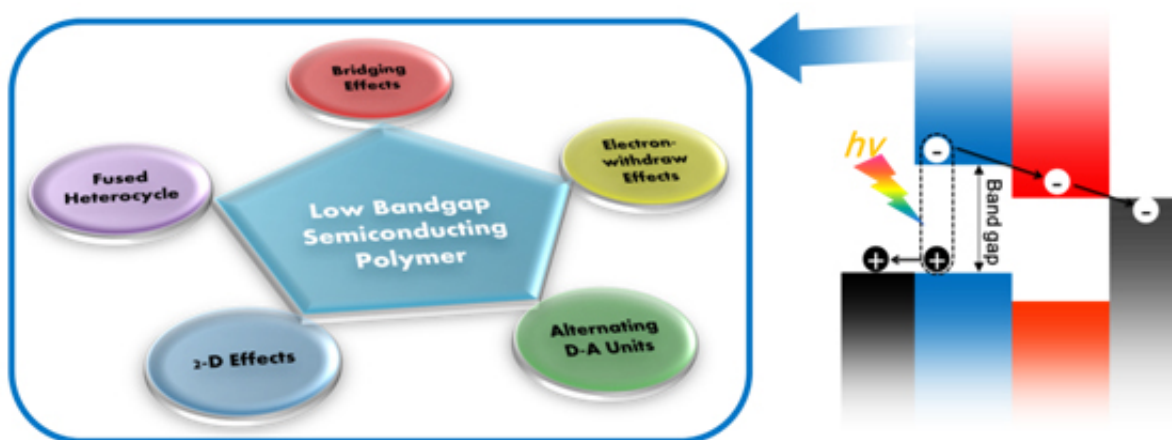 Bridging
Effects
Electron-
withdraw
Effects
Fused
Heterocycle
Low Bandgap
Semiconducting
Polymer
2-D Effects
Alternating
D-A Units
hv
-
-
-
Band gap
+
+